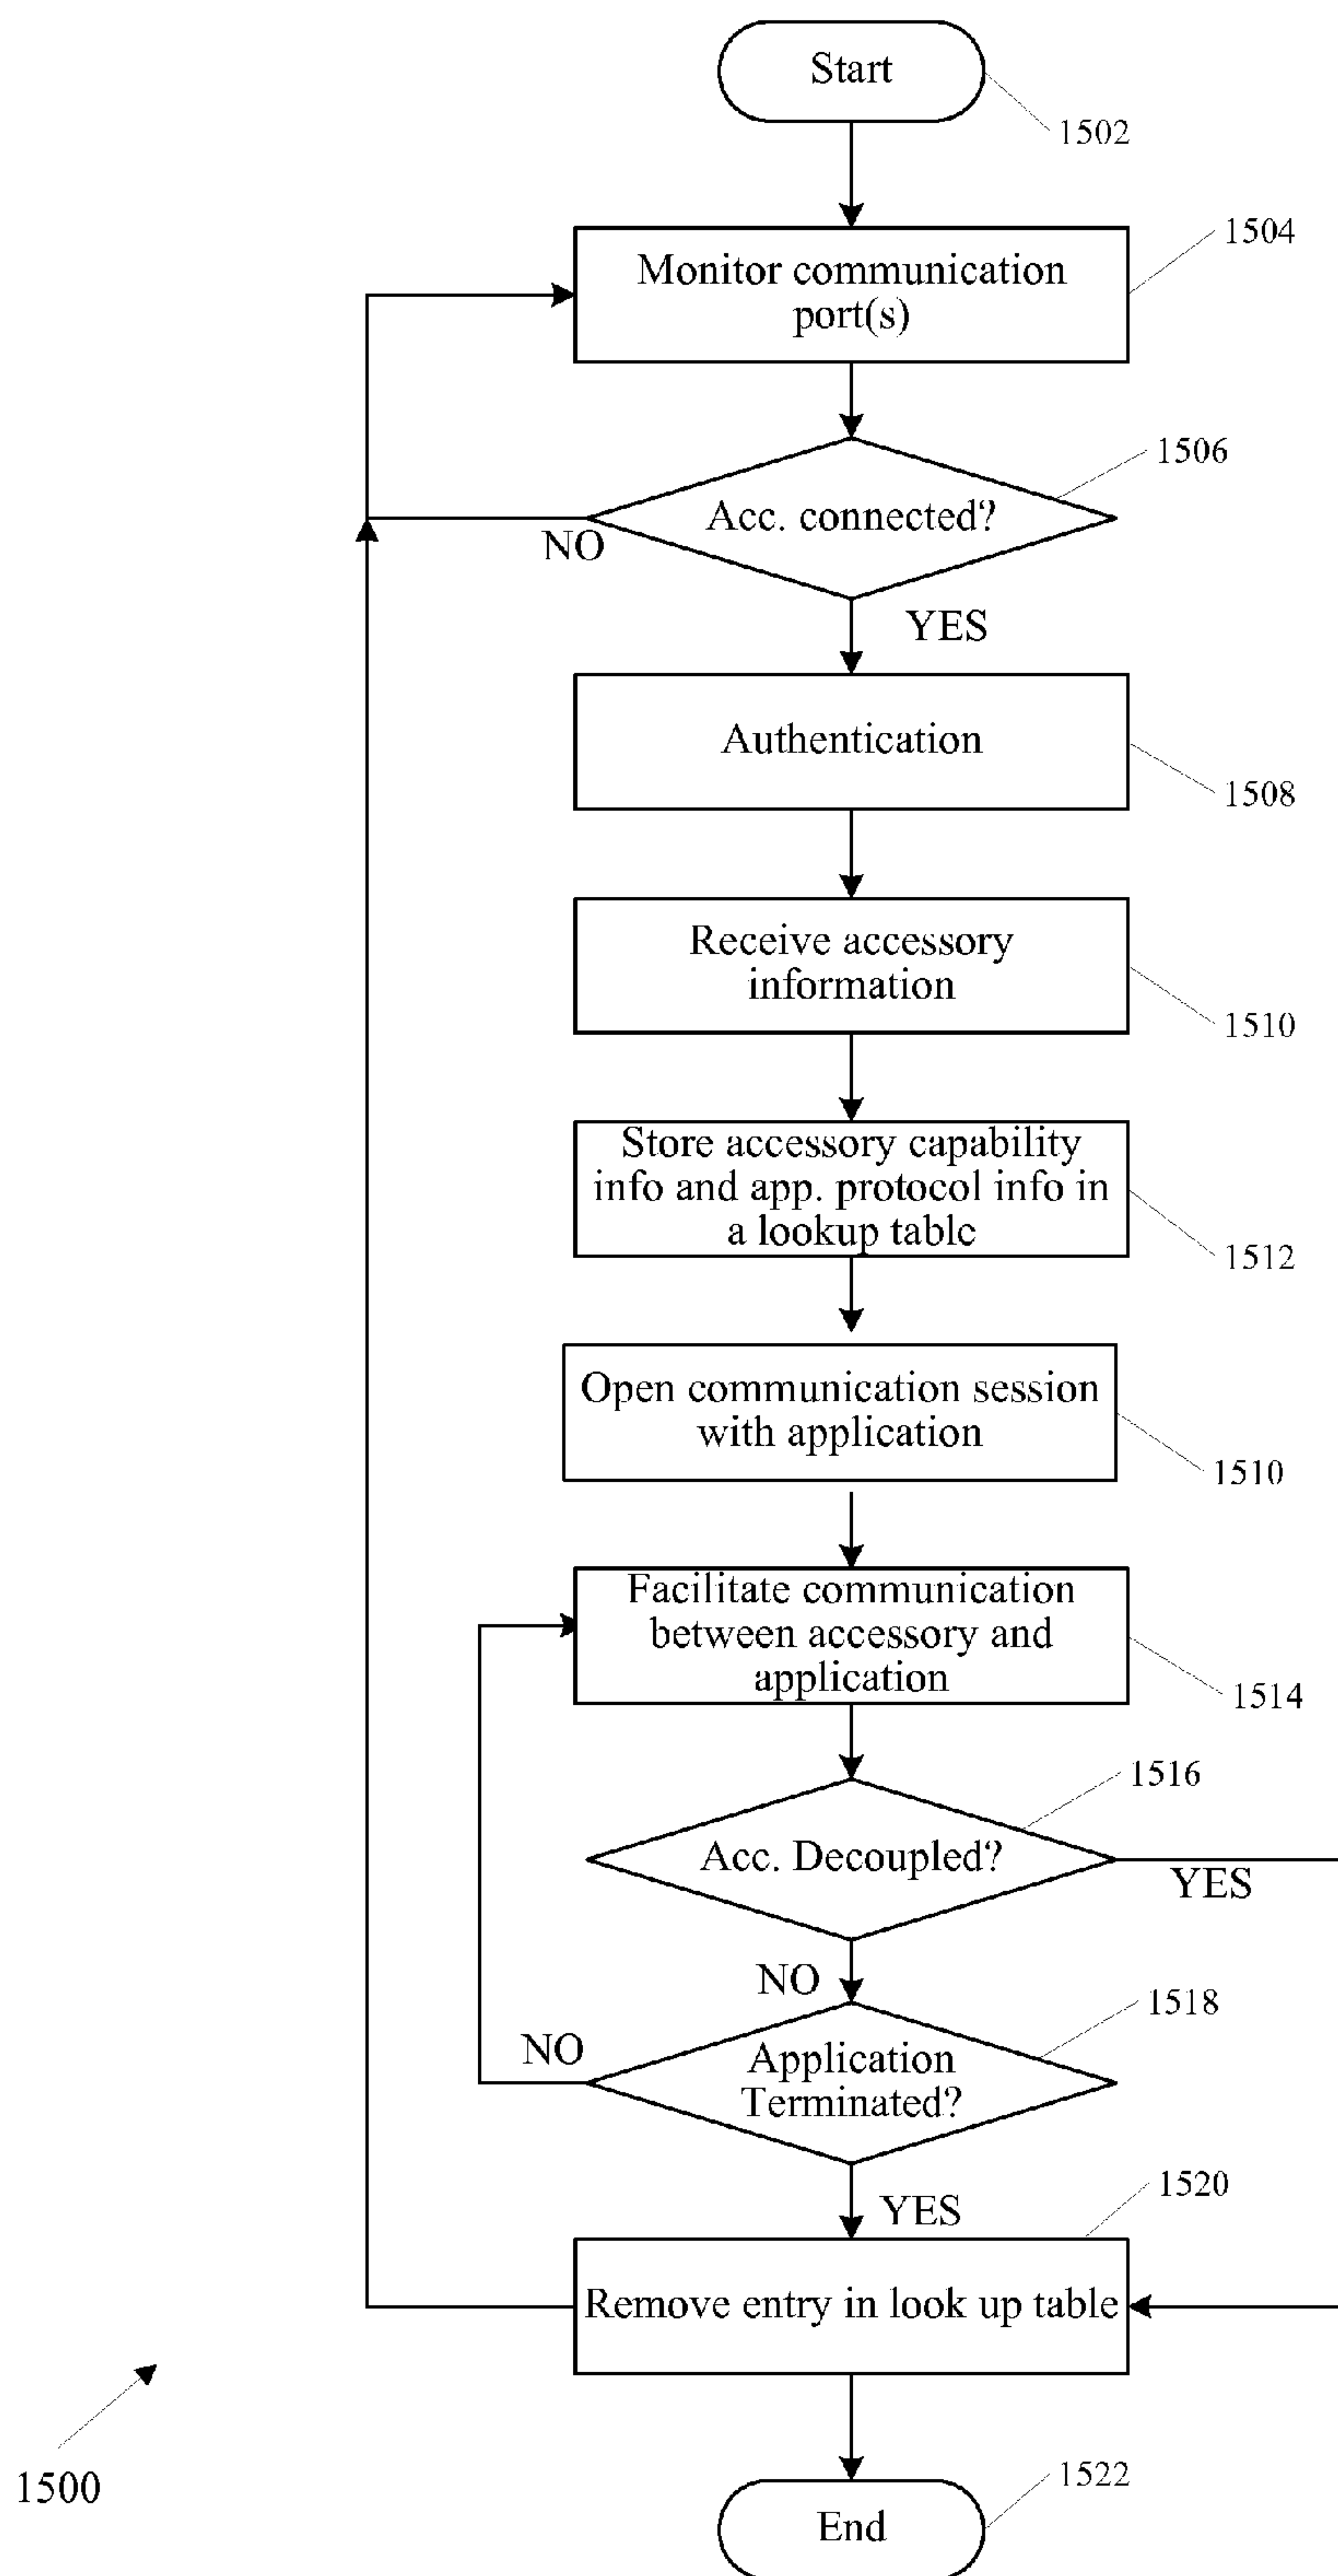 Start
1502
1504
Monitor communication
port(s)
1506
Acc. connected?
NO
YES
Authentication
1508
Receive accessory
information
1510
Store accessory capability
info and app. protocol info in
a lookup table
1512
Open communication session
with application
1510
Facilitate communication
between accessory and
application
1514
1516
Acc. Decoupled?
YES
NO
1518
NO
Application
Terminated?
1520
YES
Remove entry in look up table
1500
1522
End